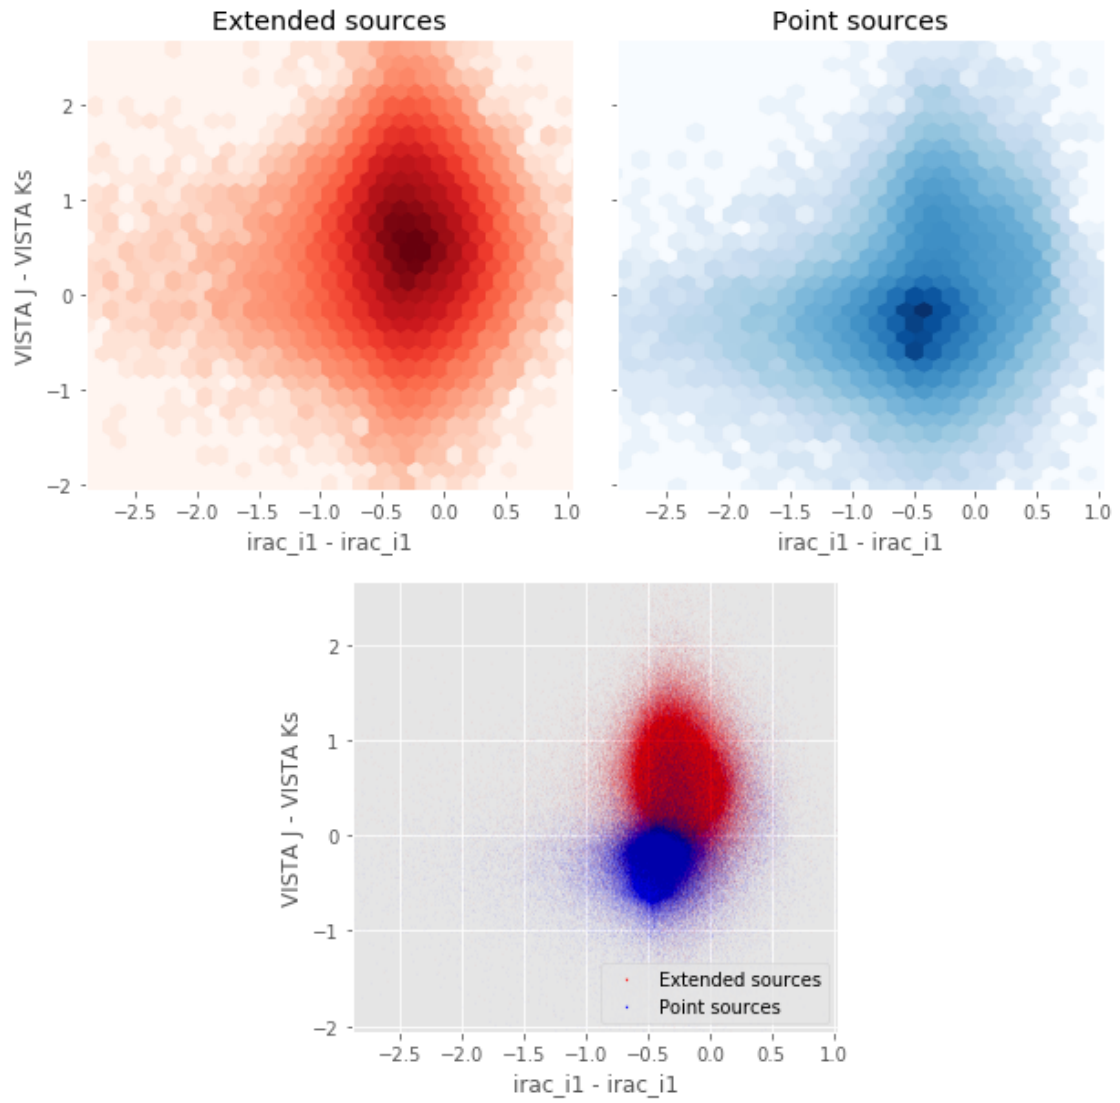 Extended sources
Point sources
VISTA J - VISTA Ks
2
1
0
−1
−2
−2.5 −2.0 −1.5 −1.0 −0.5 0.0 0.5 1.0
irac_i1 - irac_i1
−2.5 −2.0 −1.5 −1.0 −0.5 0.0 0.5 1.0
irac_i1 - irac_i1
VISTA J - VISTA Ks
2
1
0
−1
−2
Extended sources
Point sources
−2.5 −2.0 −1.5 −1.0 −0.5 0.0 0.5 1.0
irac_i1 - irac_i1